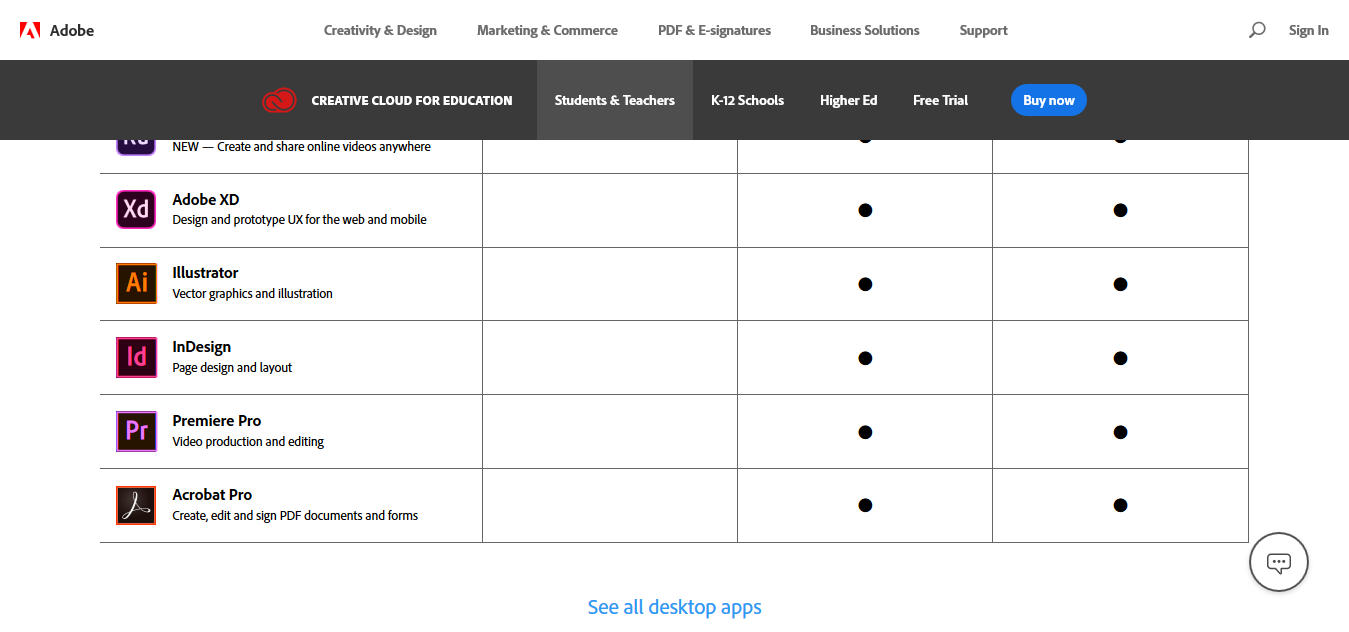 Adobe
Creativity & Design
Marketing & Commerce
PDF & E-signatures
Business Solutions
Support
Sign In
CREATIVE CLOUD FOR EDUCATION
Students & Teachers
K-12 Schools
Higher Ed
Free Trial
Buy now
NEW — Create and share online videos anywhere
Xd
Adobe XD
Design and prototype UX for the web and mobile
Ai
Illustrator
Vector graphics and illustration
Id
InDesign
Page design and layout
Pr
Premiere Pro
Video production and editing
Acrobat Pro
Create, edit and sign PDF documents and forms
See all desktop apps